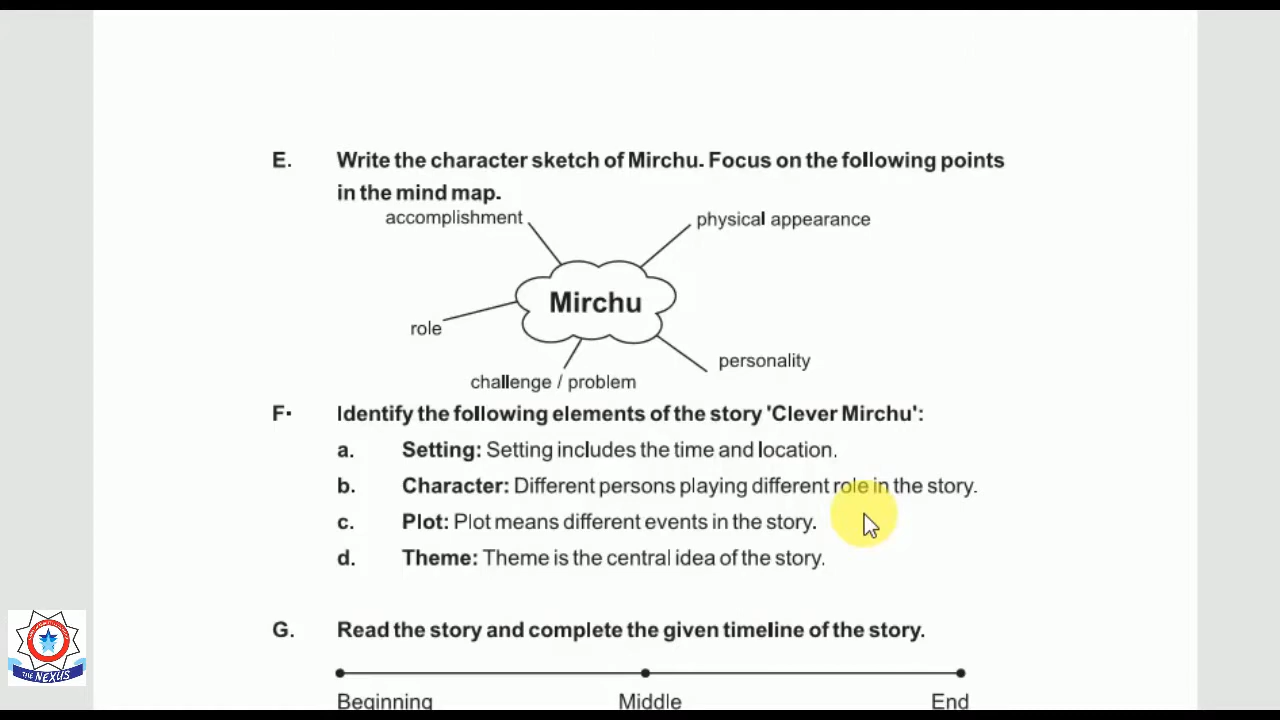 E. Write the character sketch of Mirchu. Focus on the following points
in the mind map.
accomplishment physical appearance
Mirchu
role
personality
challenge / problem
F. Identify the following elements of the story 'Clever Mirchu':
a. Setting: Setting includes the time and location.
b. Character: Different persons playing different role in the story.
c. Plot: Plot means different events in the story.
d. Theme: Theme is the central idea of the story.
G. Read the story and complete the given timeline of the story.
THE NEXUS
Beginning Middle End